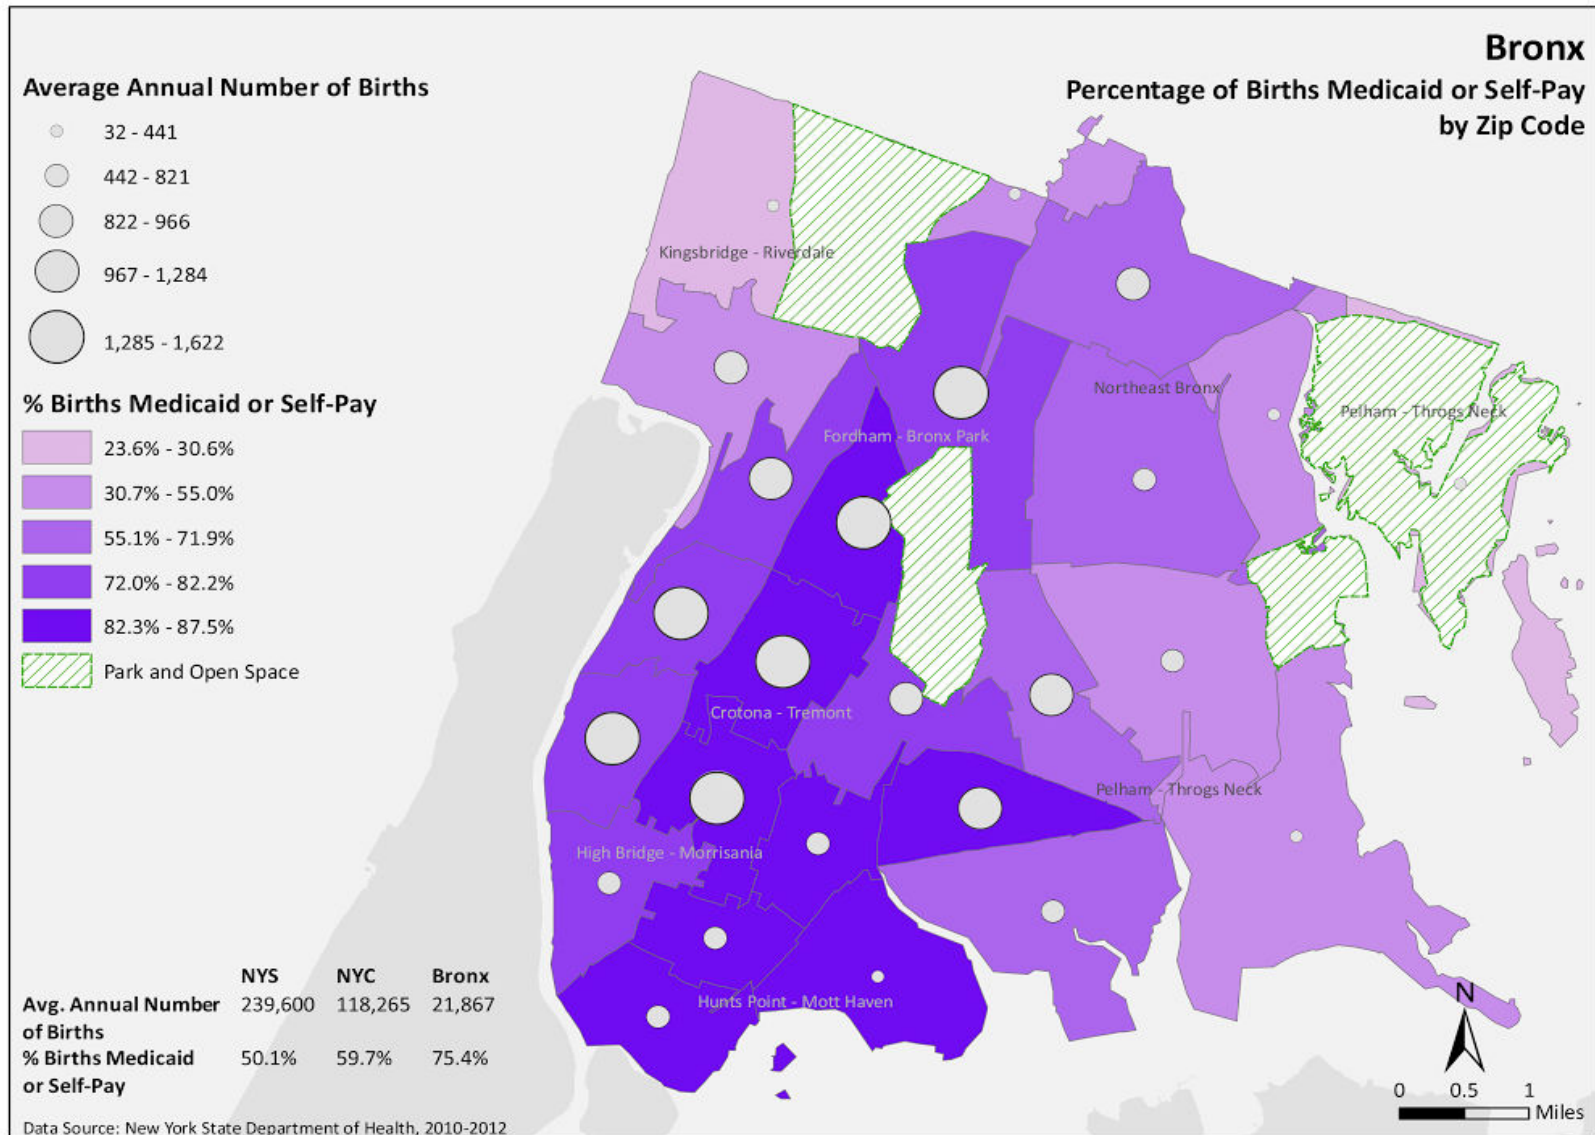 Bronx
Percentage of Births Medicaid or Self-Pay
by Zip Code
Average Annual Number of Births
32 - 441
442 - 821
822 - 966
967 - 1,284
1,285 - 1,622
% Births Medicaid or Self-Pay
23.6% - 30.6%
30.7% - 55.0%
55.1% - 71.9%
72.0% - 82.2%
82.3% - 87.5%
Park and Open Space
Kingsbridge - Riverdale
Northeast Bronx
Pelham - Throgs Neck
Fordham - Bronx Park
Crotona - Tremont
Pelham - Throgs Neck
High Bridge - Morrisania
Hunts Point - Mott Haven
NYS NYC Bronx
Avg. Annual Number 239,600 118,265 21,867
of Births
% Births Medicaid 50.1% 59.7% 75.4%
or Self-Pay
Data Source: New York State Department of Health, 2010-2012
N
0 0.5 1
Miles